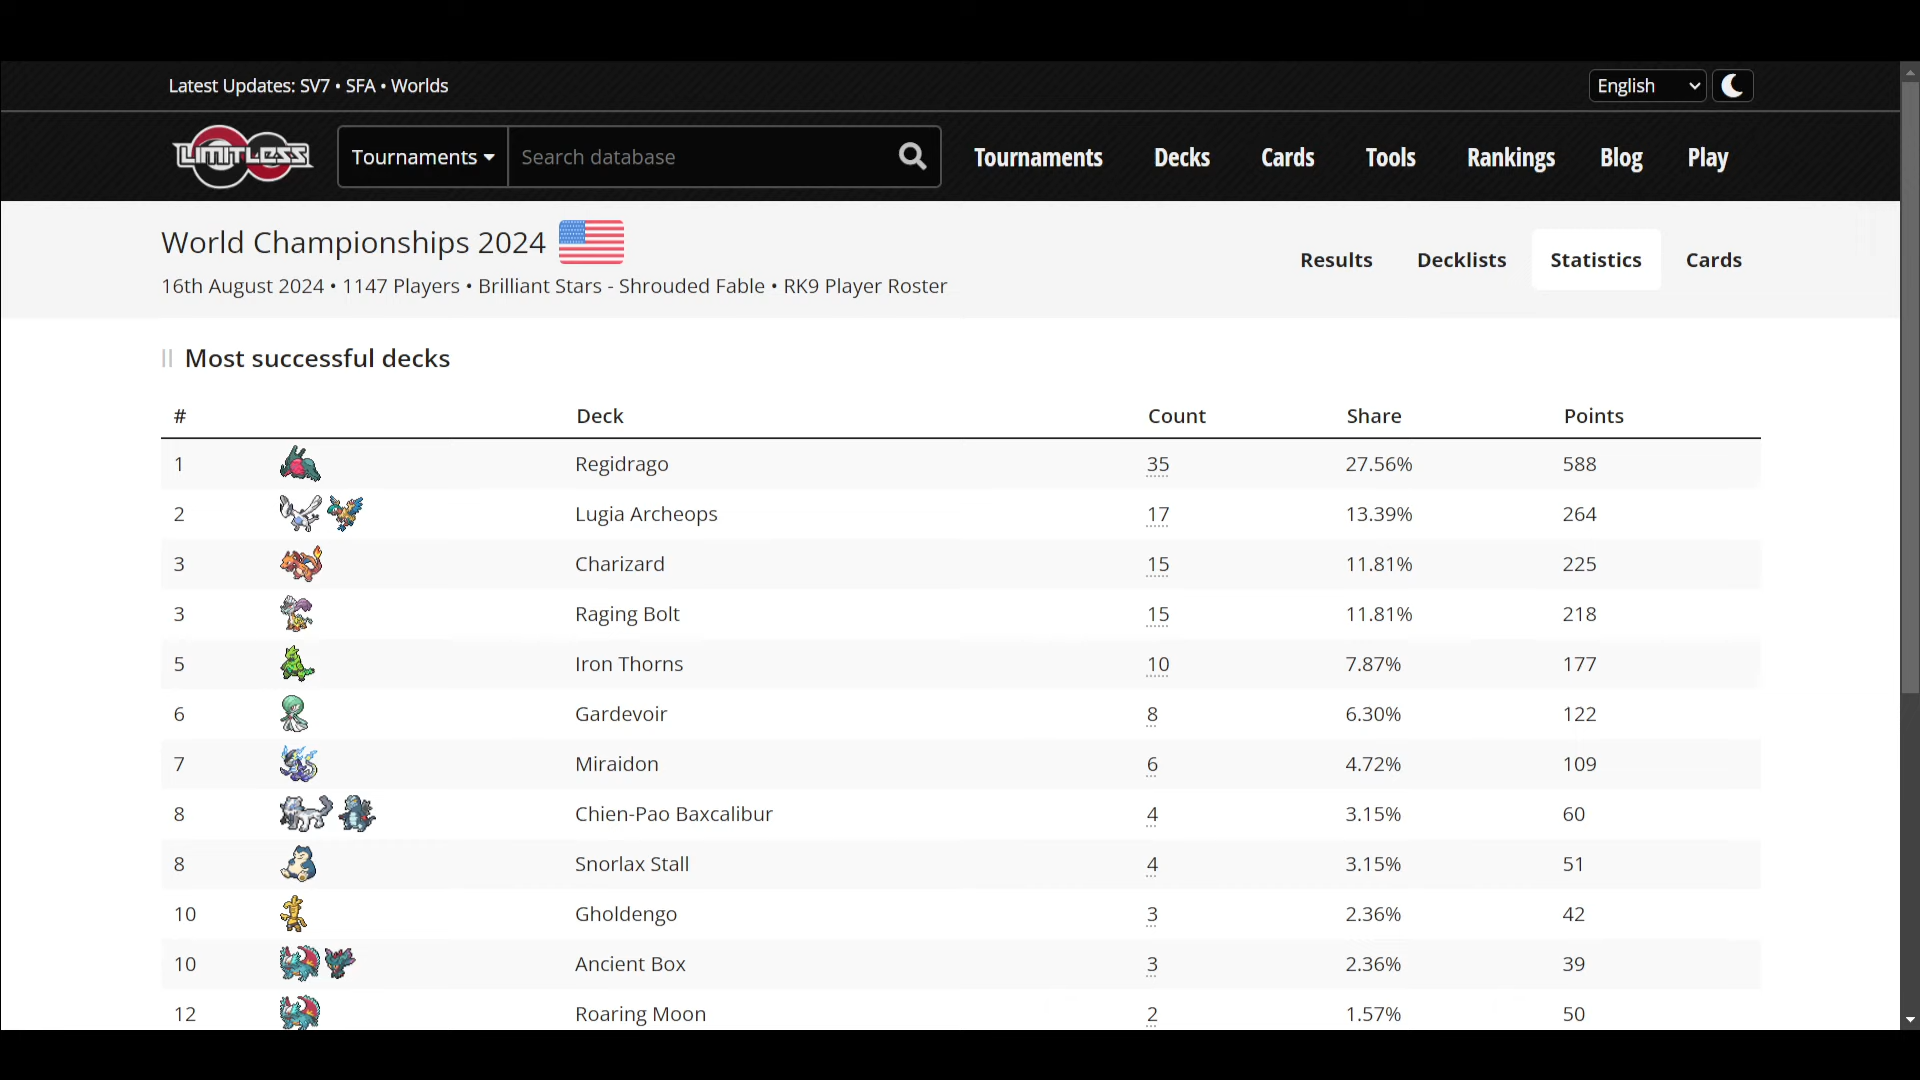 Latest Updates: SV7 • SFA • Worlds
English
LIMITLESS
Tournaments
Search database
Tournaments Decks Cards Tools Rankings Blog Play
World Championships 2024
16th August 2024 • 1147 Players • Brilliant Stars - Shrouded Fable • RK9 Player Roster
Results Decklists Statistics Cards
Most successful decks
# Deck Count Share Points
1 Regidrago 35 27.56% 588
2 Lugia Archeops 17 13.39% 264
3 Charizard 15 11.81% 225
3 Raging Bolt 15 11.81% 218
5 Iron Thorns 10 7.87% 177
6 Gardevoir 8 6.30% 122
7 Miraidon 6 4.72% 109
8 Chien-Pao Baxcalibur 4 3.15% 60
8 Snorlax Stall 4 3.15% 51
10 Gholdengo 3 2.36% 42
10 Ancient Box 3 2.36% 39
12 Roaring Moon 2 1.57% 50